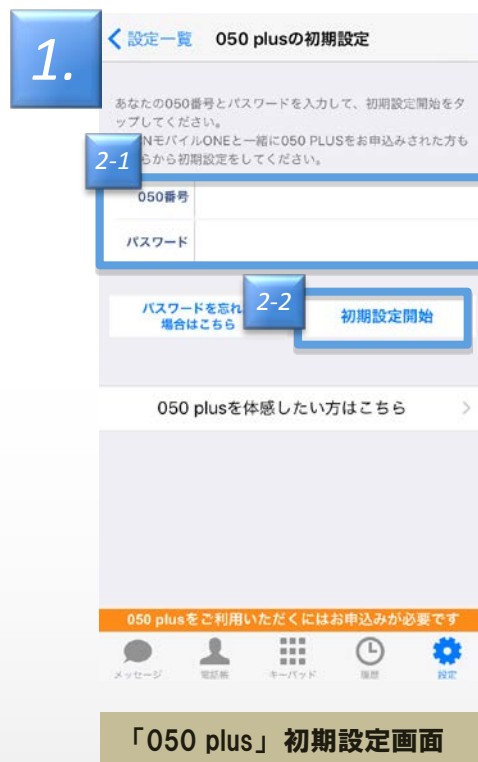 1.
設定一覧 050 plusの初期設定
あなたの050番号とパスワードを入力して、初期設定開始をタ
ップしてください。
NモバイルONEと一緒に050 PLUSをお申込みされた方も
らから初期設定をしてください。
2-1
050番号
パスワード
パスワードを忘れ
場合はこちら
2-2
初期設定開始
050 plusを体感したい方はこちら
050 plusをご利用いただくにはお申込みが必要です
メッセージ 電話帳 キーパッド 履歴 設定
「050 plus」初期設定画面